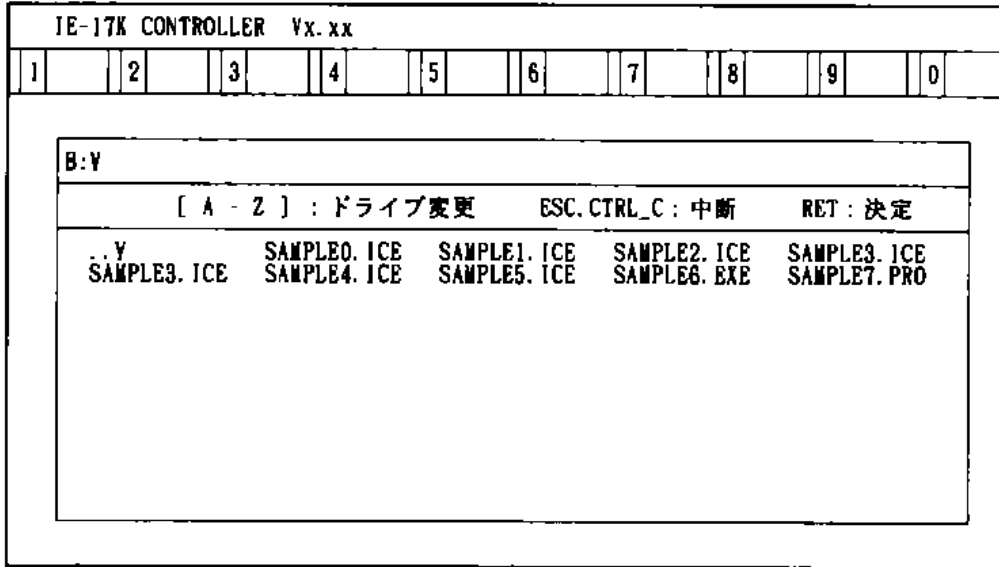 IE-17K CONTROLLER Vx.xx
1 2 3 4 5 6 7 8 9 0
B:¥
[ A - Z ] : ドライブ変更 ESC.CTRL_C : 中断 RET : 決定
..¥ SAMPLE0.ICE SAMPLE1.ICE SAMPLE2.ICE SAMPLE3.ICE
SAMPLE3.ICE SAMPLE4.ICE SAMPLE5.ICE SAMPLE6.EXE SAMPLE7.PRO